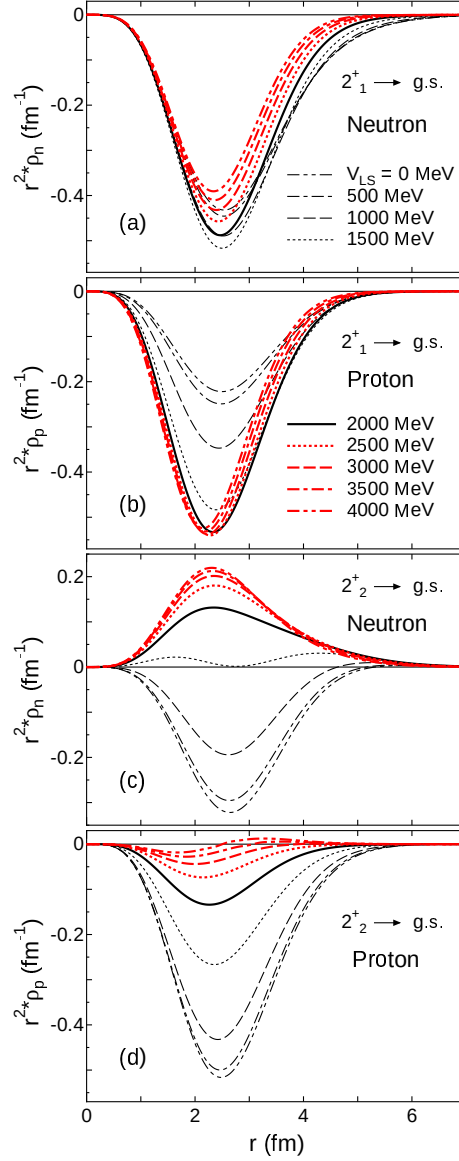 0
-0.2
-0.4
r²*ρₙ (fm⁻¹)
2⁺₁ → g.s.
Neutron
V_LS = 0 MeV
500 MeV
1000 MeV
1500 MeV
(a)
0
-0.2
-0.4
r²*ρₚ (fm⁻¹)
2⁺₁ → g.s.
Proton
2000 MeV
2500 MeV
3000 MeV
3500 MeV
4000 MeV
(b)
0.2
0
-0.2
r²*ρₙ (fm⁻¹)
2⁺₂ → g.s.
Neutron
(c)
0
-0.2
-0.4
r²*ρₚ (fm⁻¹)
2⁺₂ → g.s.
Proton
(d)
0 2 4 6
r (fm)